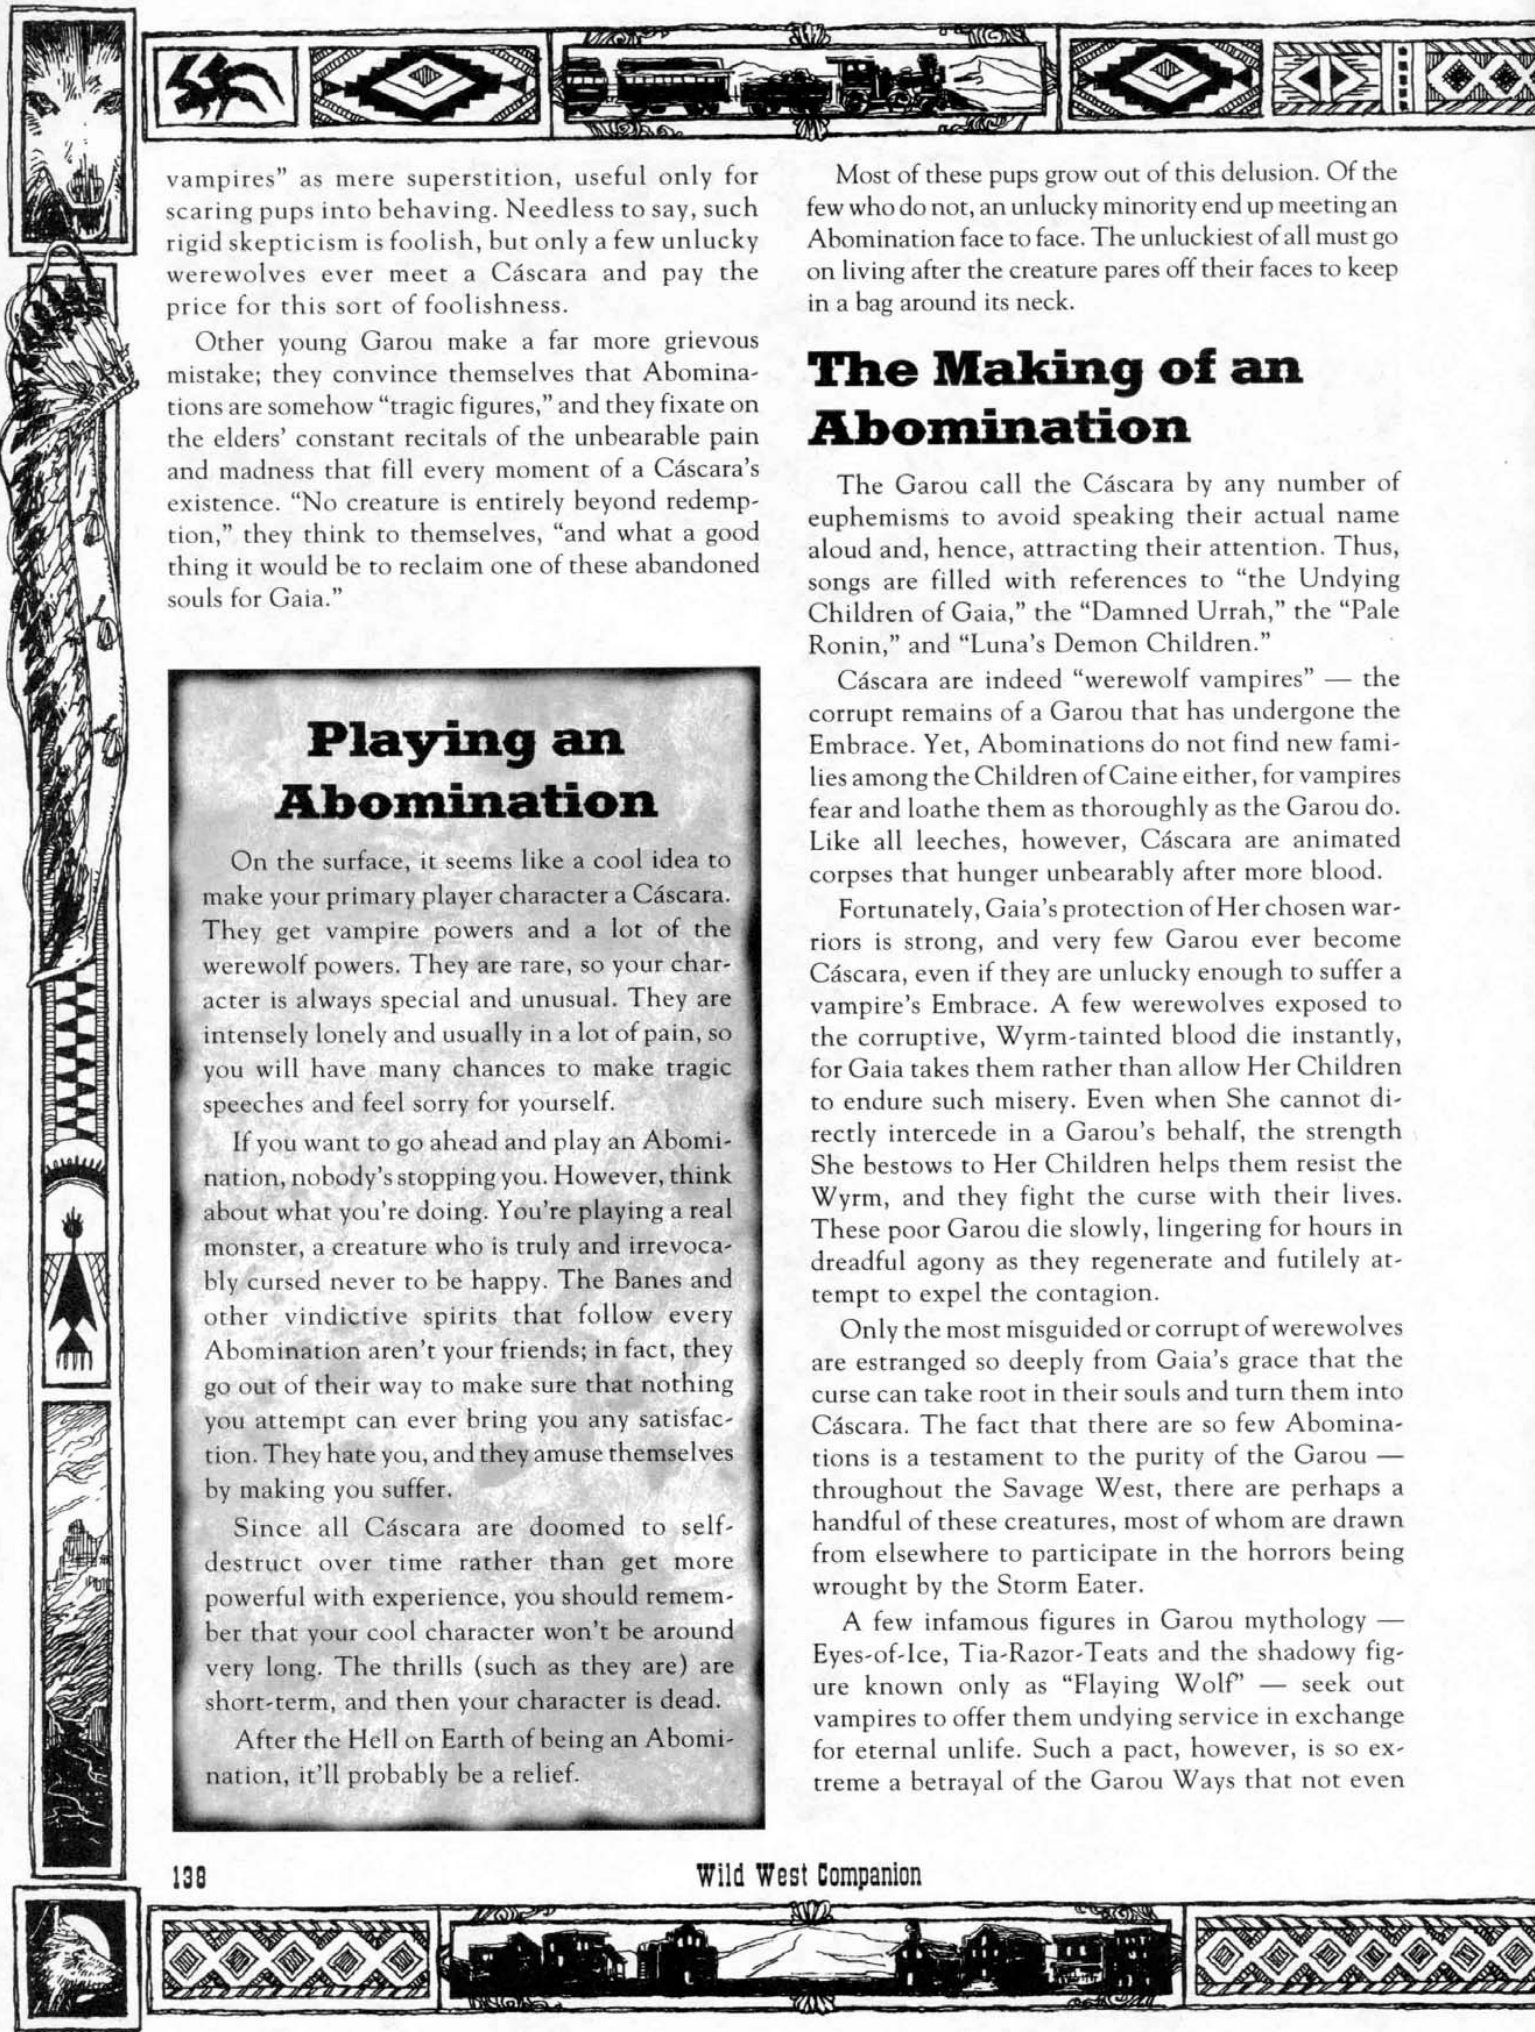 vampires” as mere superstition, useful only for
scaring pups into behaving. Needless to say, such
rigid skepticism is foolish, but only a few unlucky
werewolves ever meet a Cáscara and pay the
price for this sort of foolishness.
Other young Garou make a far more grievous
mistake; they convince themselves that Abomina-
tions are somehow “tragic figures,” and they fixate on
the elders’ constant recitals of the unbearable pain
and madness that fill every moment of a Cáscara’s
existence. “No creature is entirely beyond redemp-
tion,” they think to themselves, “and what a good
thing it would be to reclaim one of these abandoned
souls for Gaia.”
Playing an
Abomination
On the surface, it seems like a cool idea to
make your primary player character a Cáscara.
They get vampire powers and a lot of the
werewolf powers. They are rare, so your char-
acter is always special and unusual. They are
intensely lonely and usually in a lot of pain, so
you will have many chances to make tragic
speeches and feel sorry for yourself.
If you want to go ahead and play an Abomi-
nation, nobody’s stopping you. However, think
about what you’re doing. You’re playing a real
monster, a creature who is truly and irrevoca-
bly cursed never to be happy. The Banes and
other vindictive spirits that follow every
Abomination aren’t your friends; in fact, they
go out of their way to make sure that nothing
you attempt can ever bring you any satisfac-
tion. They hate you, and they amuse themselves
by making you suffer.
Since all Cáscara are doomed to self-
destruct over time rather than get more
powerful with experience, you should remem-
ber that your cool character won’t be around
very long. The thrills (such as they are) are
short-term, and then your character is dead.
After the Hell on Earth of being an Abomi-
nation, it’ll probably be a relief.
Most of these pups grow out of this delusion. Of the
few who do not, an unlucky minority end up meeting an
Abomination face to face. The unluckiest of all must go
on living after the creature pares off their faces to keep
in a bag around its neck.
The Making of an
Abomination
The Garou call the Cáscara by any number of
euphemisms to avoid speaking their actual name
aloud and, hence, attracting their attention. Thus,
songs are filled with references to “the Undying
Children of Gaia,” the “Damned Urrah,” the “Pale
Ronin,” and “Luna’s Demon Children.”
Cáscara are indeed “werewolf vampires” — the
corrupt remains of a Garou that has undergone the
Embrace. Yet, Abominations do not find new fami-
lies among the Children of Caine either, for vampires
fear and loathe them as thoroughly as the Garou do.
Like all leeches, however, Cáscara are animated
corpses that hunger unbearably after more blood.
Fortunately, Gaia’s protection of Her chosen war-
riors is strong, and very few Garou ever become
Cáscara, even if they are unlucky enough to suffer a
vampire’s Embrace. A few werewolves exposed to
the corruptive, Wyrm-tainted blood die instantly,
for Gaia takes them rather than allow Her Children
to endure such misery. Even when She cannot di-
rectly intercede in a Garou’s behalf, the strength
She bestows to Her Children helps them resist the
Wyrm, and they fight the curse with their lives.
These poor Garou die slowly, lingering for hours in
dreadful agony as they regenerate and futilely at-
tempt to expel the contagion.
Only the most misguided or corrupt of werewolves
are estranged so deeply from Gaia’s grace that the
curse can take root in their souls and turn them into
Cáscara. The fact that there are so few Abomina-
tions is a testament to the purity of the Garou —
throughout the Savage West, there are perhaps a
handful of these creatures, most of whom are drawn
from elsewhere to participate in the horrors being
wrought by the Storm Eater.
A few infamous figures in Garou mythology —
Eyes-of-Ice, Tia-Razor-Teats and the shadowy fig-
ure known only as “Flaying Wolf” — seek out
vampires to offer them undying service in exchange
for eternal unlife. Such a pact, however, is so ex-
treme a betrayal of the Garou Ways that not even
138
Wild West Companion